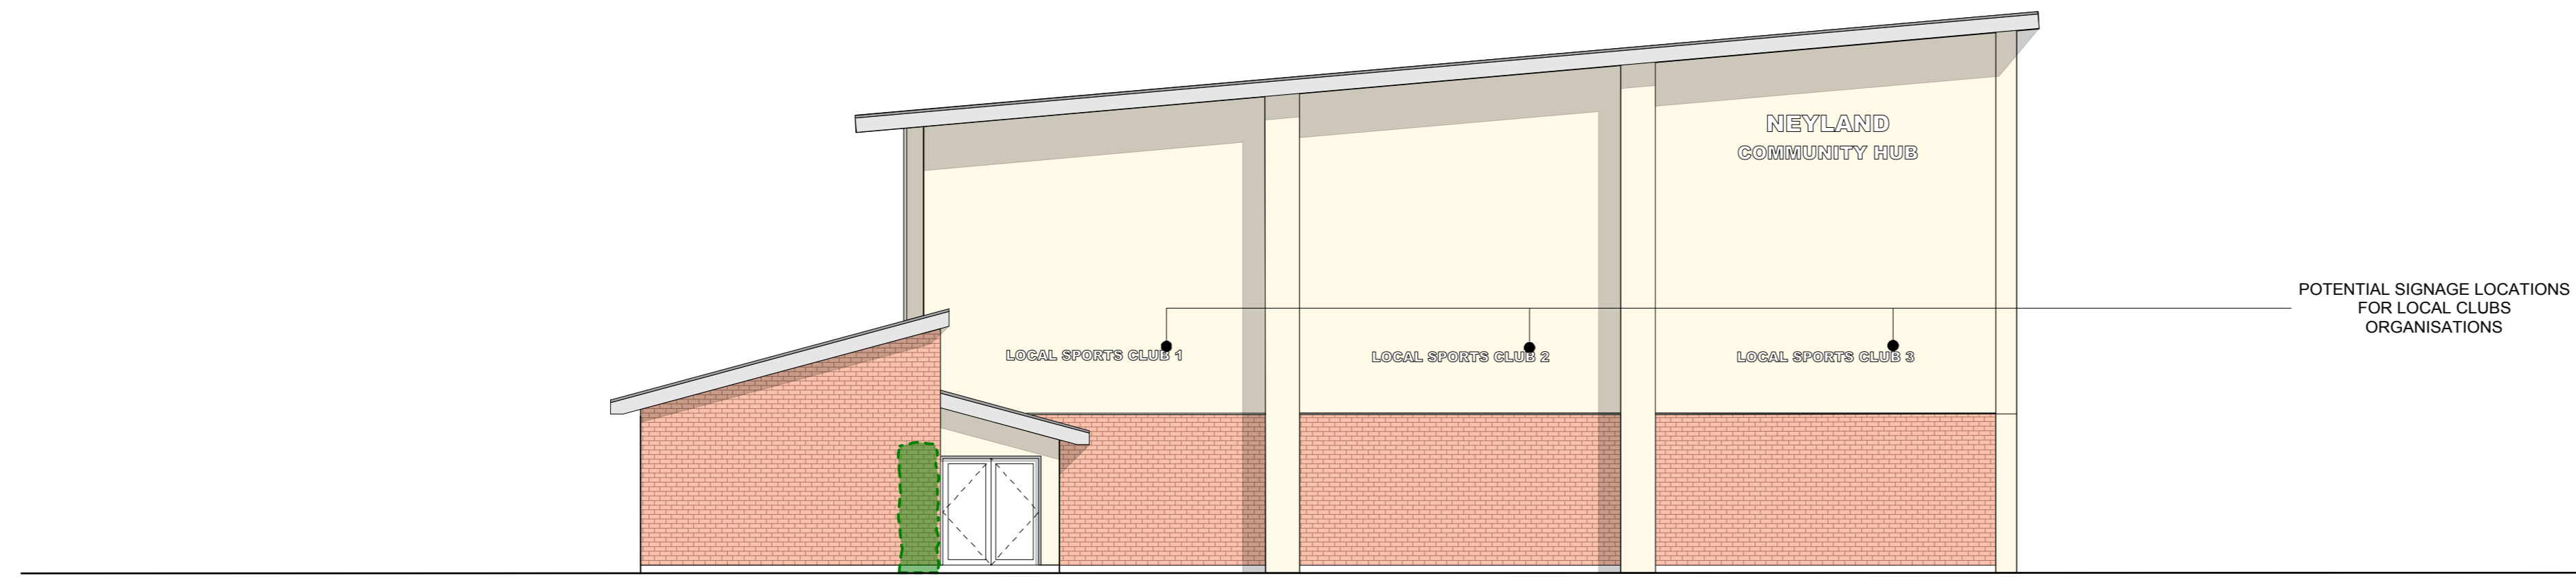 NEYLAND
COMMUNITY HUB
POTENTIAL SIGNAGE LOCATIONS
FOR LOCAL CLUBS
ORGANISATIONS
LOCAL SPORTS CLUB 1
LOCAL SPORTS CLUB 2
LOCAL SPORTS CLUB 3